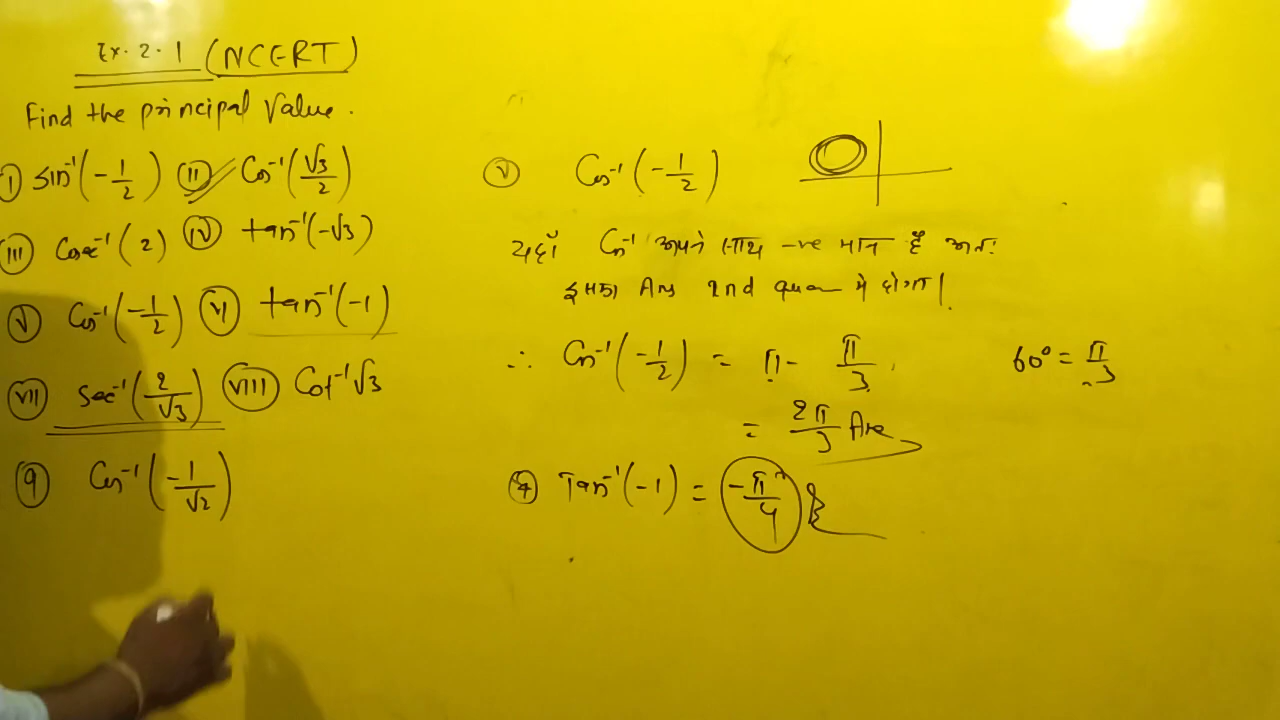 Ex. 2.1 (NCERT)
Find the principal value.
(i) sin⁻¹(-1/2) (ii) Cos⁻¹(√3/2)
(iii) Cosec⁻¹(2) (iv) tan⁻¹(-√3)
(v) Cos⁻¹(-1/2) (vi) tan⁻¹(-1)
(vii) sec⁻¹(2/√3) (viii) Cot⁻¹√3
(9) Cos⁻¹(-1/√2)
(v) Cos⁻¹(-1/2)
यहाँ Cos⁻¹ अपने साथ -ve मान है अतः
इसका Ans 2nd quan में होगा।
∴ Cos⁻¹(-1/2) = π - π/3, 60° = π/3
= 2π/3 Ans
Tan⁻¹(-1) = -π/4